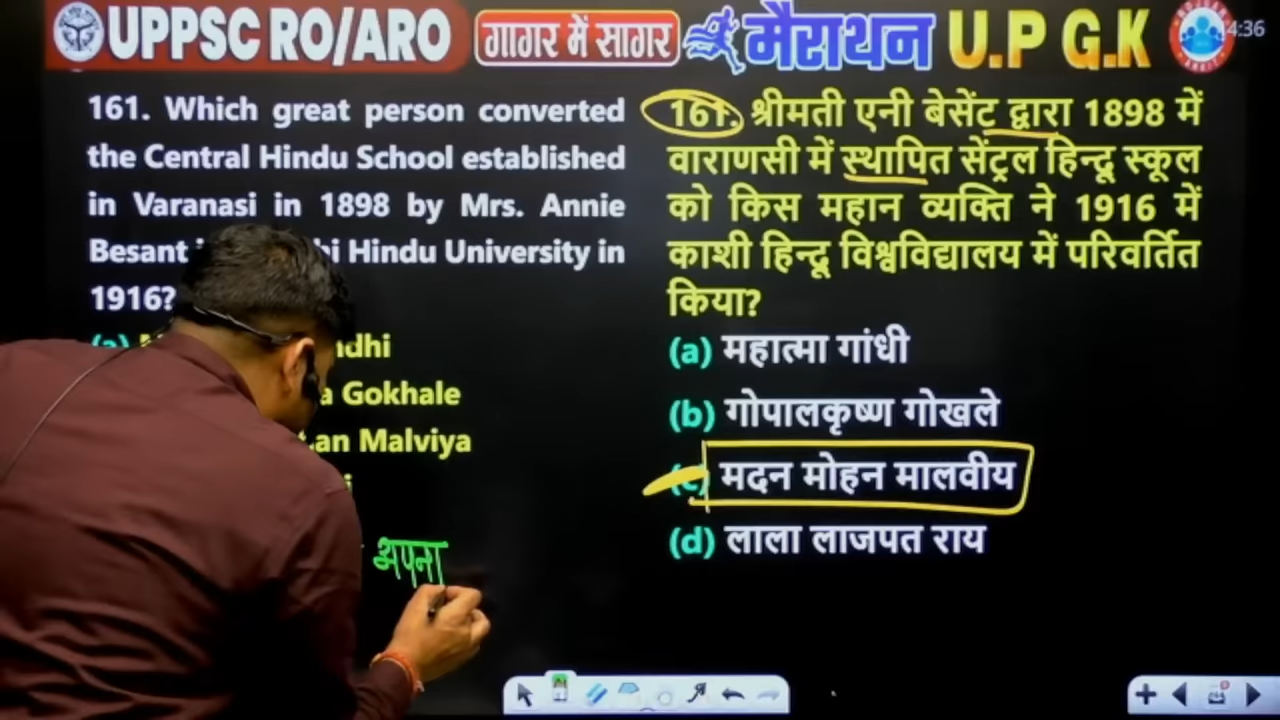 UPPSC RO/ARO गागर में सागर मैराथन U.P G.K 4:36
161. Which great person converted
the Central Hindu School established
in Varanasi in 1898 by Mrs. Annie
Besant Hindu University in
1916?
(a)
Gokhale
Malviya
161. श्रीमती एनी बेसेंट द्वारा 1898 में
वाराणसी में स्थापित सेंट्रल हिन्दू स्कूल
को किस महान व्यक्ति ने 1916 में
काशी हिन्दू विश्वविद्यालय में परिवर्तित
किया?
(a) महात्मा गांधी
(b) गोपालकृष्ण गोखले
(c) मदन मोहन मालवीय
(d) लाला लाजपत राय
अपना